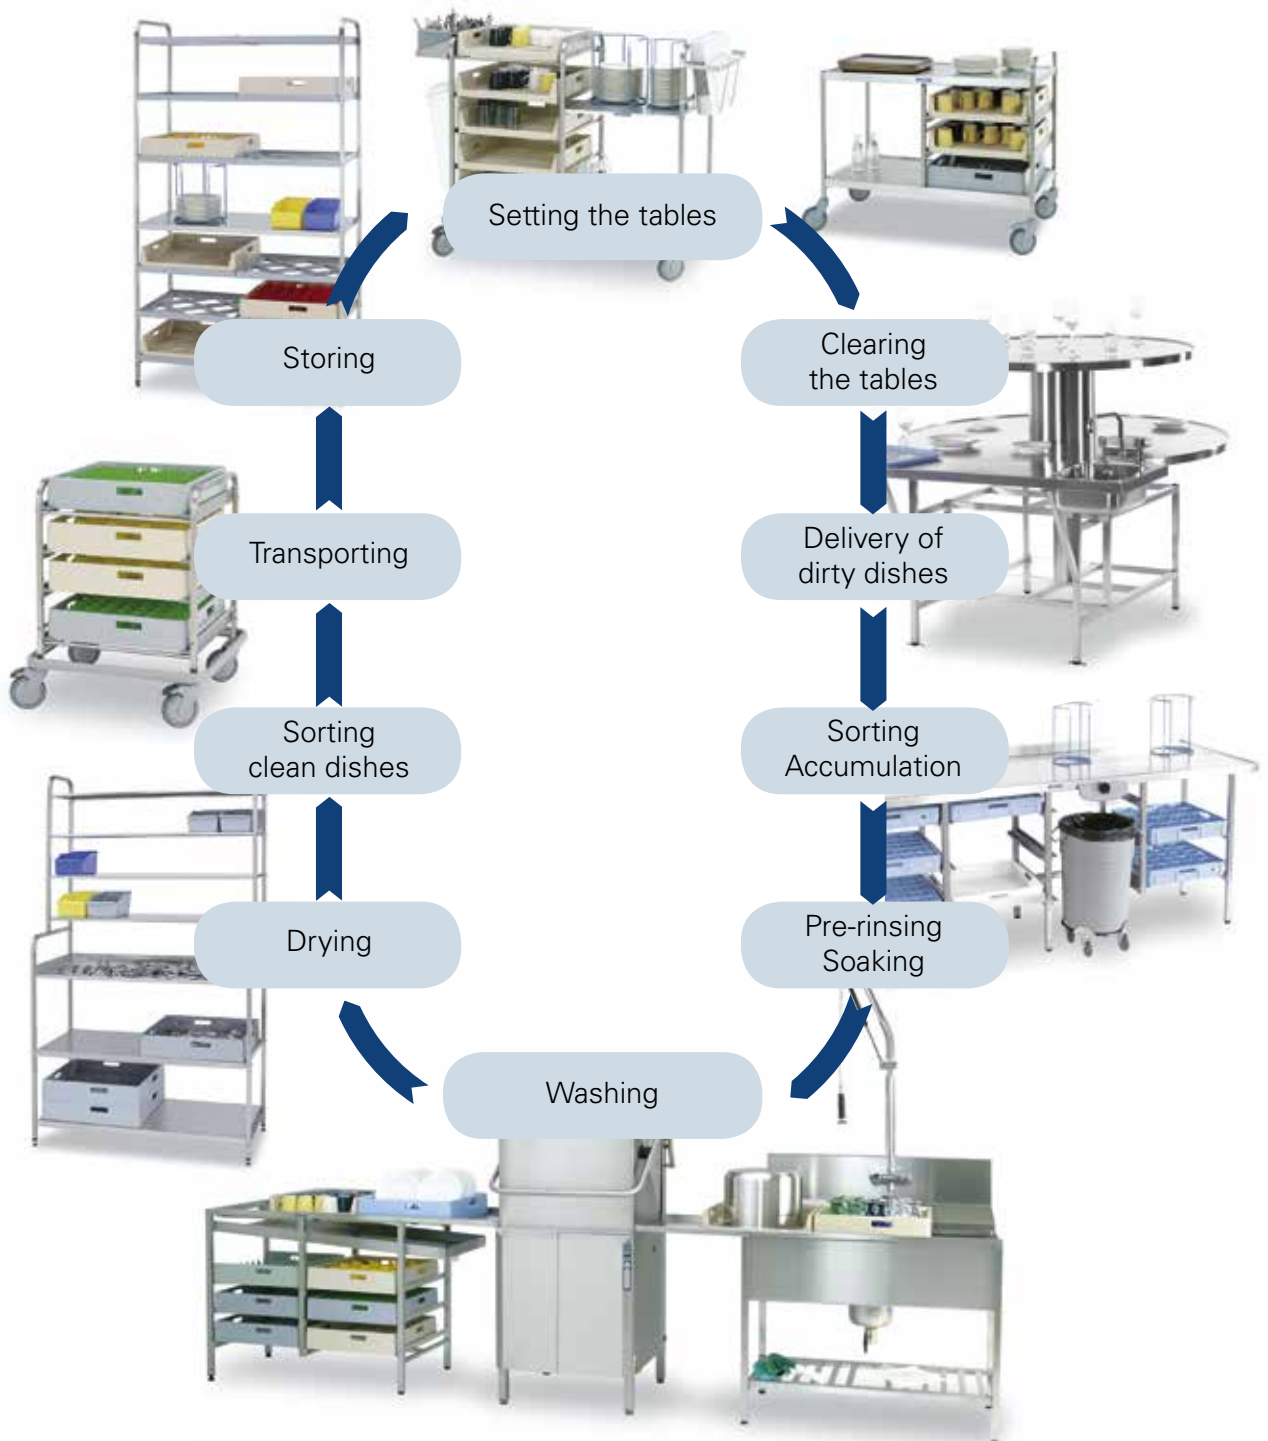 Setting the tables
Clearing
the tables
Delivery of
dirty dishes
Sorting
Accumulation
Pre-rinsing
Soaking
Washing
Drying
Sorting
clean dishes
Transporting
Storing